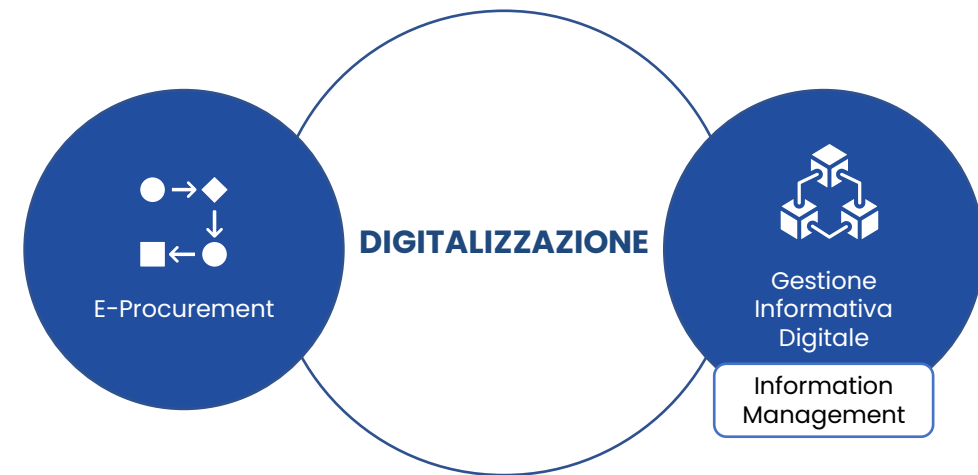 E-Procurement
DIGITALIZZAZIONE
Gestione
Informativa
Digitale
Information
Management